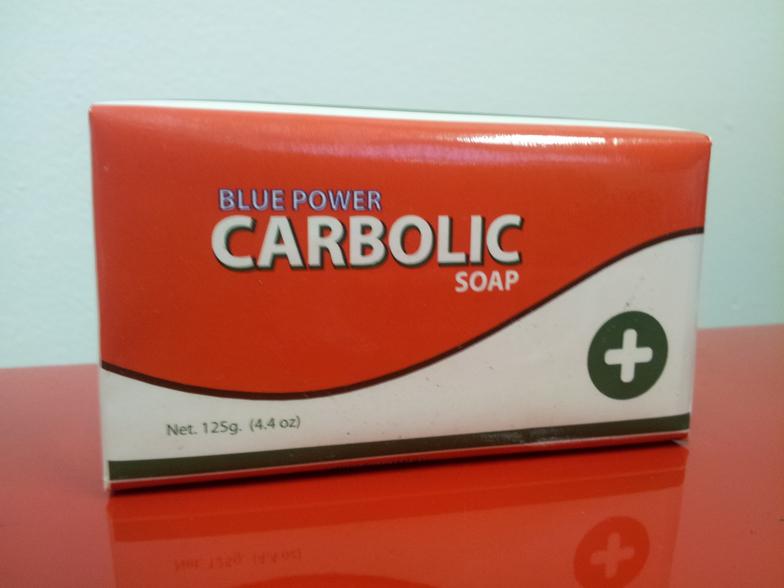 BLUE POWER
CARBOLIC
SOAP
Net. 125g. (4.4 oz)